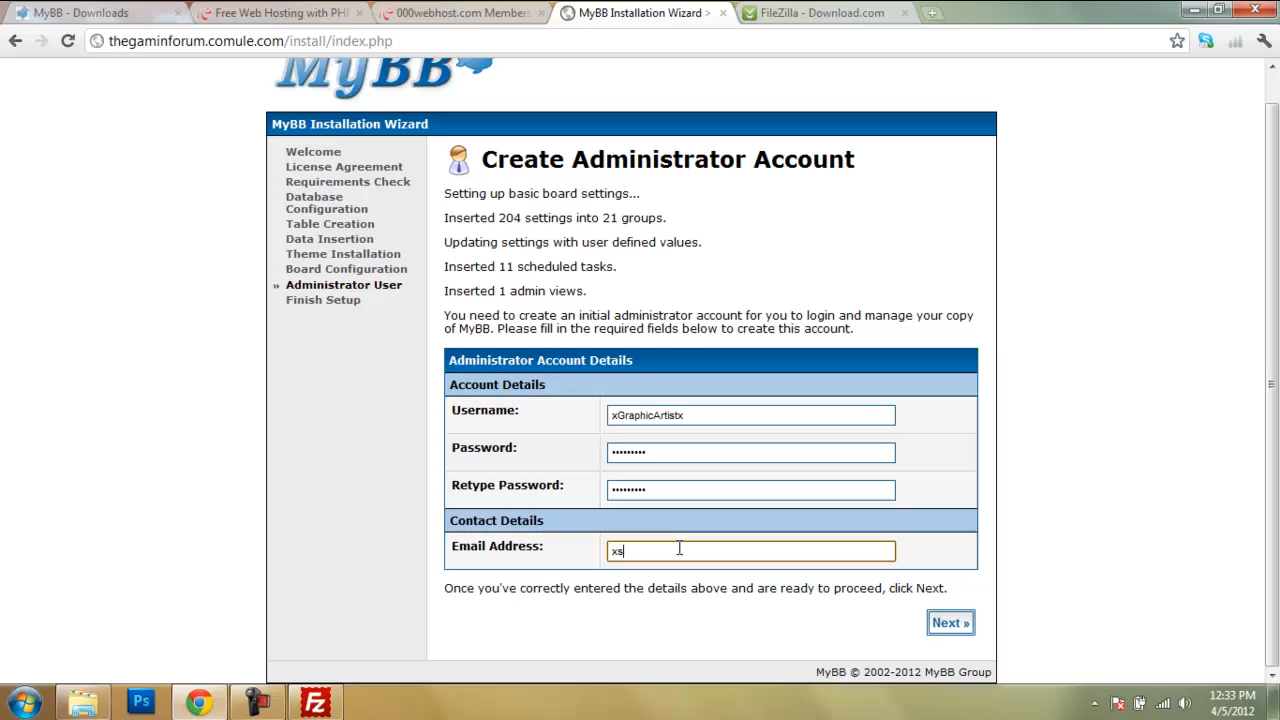 MyBB - Downloads
Free Web Hosting with PHP
000webhost.com Members
MyBB Installation Wizard >
FileZilla - Download.com
thegaminforum.comule.com/install/index.php
MyBB
MyBB Installation Wizard
Welcome
License Agreement
Requirements Check
Database
Configuration
Table Creation
Data Insertion
Theme Installation
Board Configuration
» Administrator User
Finish Setup
Create Administrator Account
Setting up basic board settings...
Inserted 204 settings into 21 groups.
Updating settings with user defined values.
Inserted 11 scheduled tasks.
Inserted 1 admin views.
You need to create an initial administrator account for you to login and manage your copy
of MyBB. Please fill in the required fields below to create this account.
Administrator Account Details
Account Details
Username: xGraphicArtistx
Password: •••••••••
Retype Password: •••••••••
Contact Details
Email Address: xs
Once you've correctly entered the details above and are ready to proceed, click Next.
Next »
MyBB © 2002-2012 MyBB Group
Ps
Fz
12:33 PM
4/5/2012